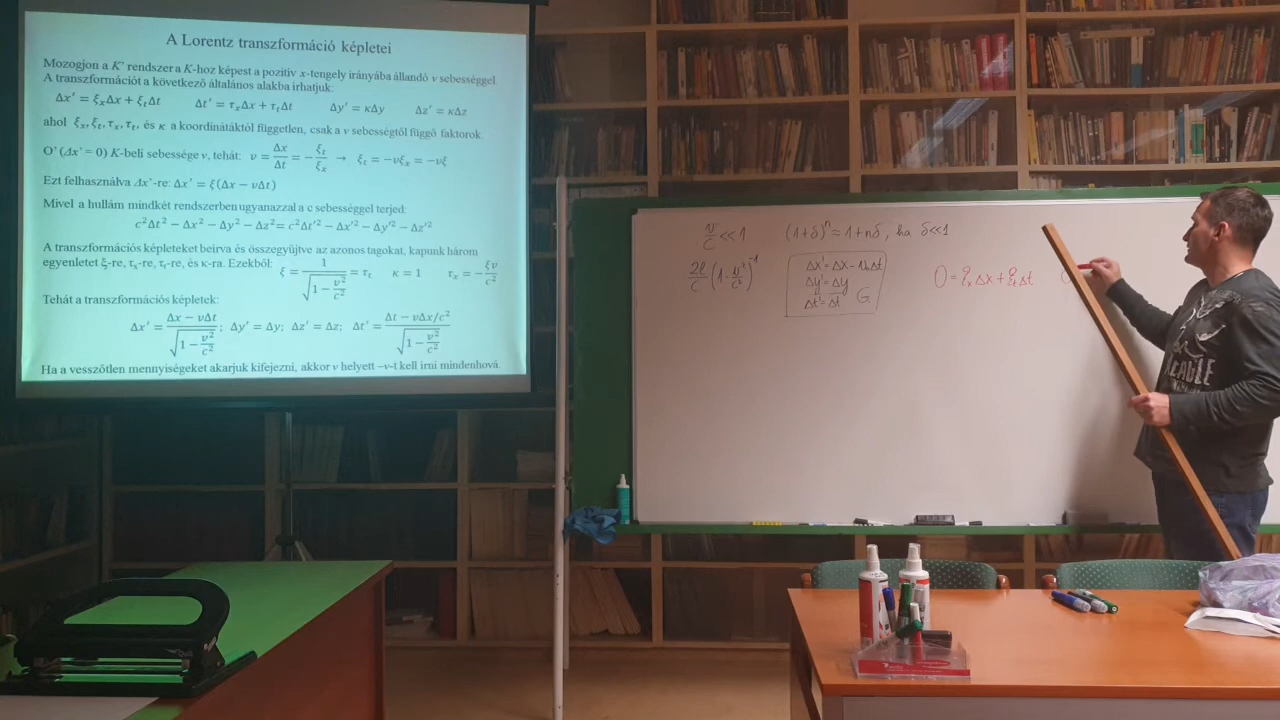 A Lorentz transzformáció képletei
Mozogjon a K' rendszer a K-hoz képest a pozitív x-tengely irányába állandó v sebességgel.
A transzformációt a következő általános alakba írhatjuk:
Δx′ = ξₓΔx + ξₜΔt Δt′ = τₓΔx + τₜΔt Δy′ = κΔy Δz′ = κΔz
ahol ξₓ, ξₜ, τₓ, τₜ, és κ a koordinátáktól független, csak a v sebességtől függő faktorok.
O' (Δx' = 0) K-beli sebessége v, tehát: v = Δx/Δt = −ξₜ/ξₓ → ξₜ = −vξₓ = −vξ
Ezt felhasználva Δx'-re: Δx′ = ξ(Δx − vΔt)
Mivel a hullám mindkét rendszerben ugyanazzal a c sebességgel terjed:
c²Δt² − Δx² − Δy² − Δz² = c²Δt′² − Δx′² − Δy′² − Δz′²
A transzformációs képleteket beírva és összegyűjtve az azonos tagokat, kapunk három
egyenletet ξ-re, τₓ-re, τₜ-re, és κ-ra. Ezekből: ξ = 1/√(1 − v²/c²) = τₜ κ = 1 τₓ = −ξv/c²
Tehát a transzformációs képletek:
Δx′ = (Δx − vΔt)/√(1 − v²/c²); Δy′ = Δy; Δz′ = Δz; Δt′ = (Δt − vΔx/c²)/√(1 − v²/c²)
Ha a vesszőtlen mennyiségeket akarjuk kifejezni, akkor v helyett –v-t kell írni mindenhová.
v/c ≪ 1 (1+δ)ⁿ ≈ 1+nδ, ha δ≪1
2l/c (1 - v²/c²)⁻¹
Δx' = Δx - v₀Δt
Δy' = Δy
Δt' = Δt G.
0 = ξₓΔx + ξₜΔt